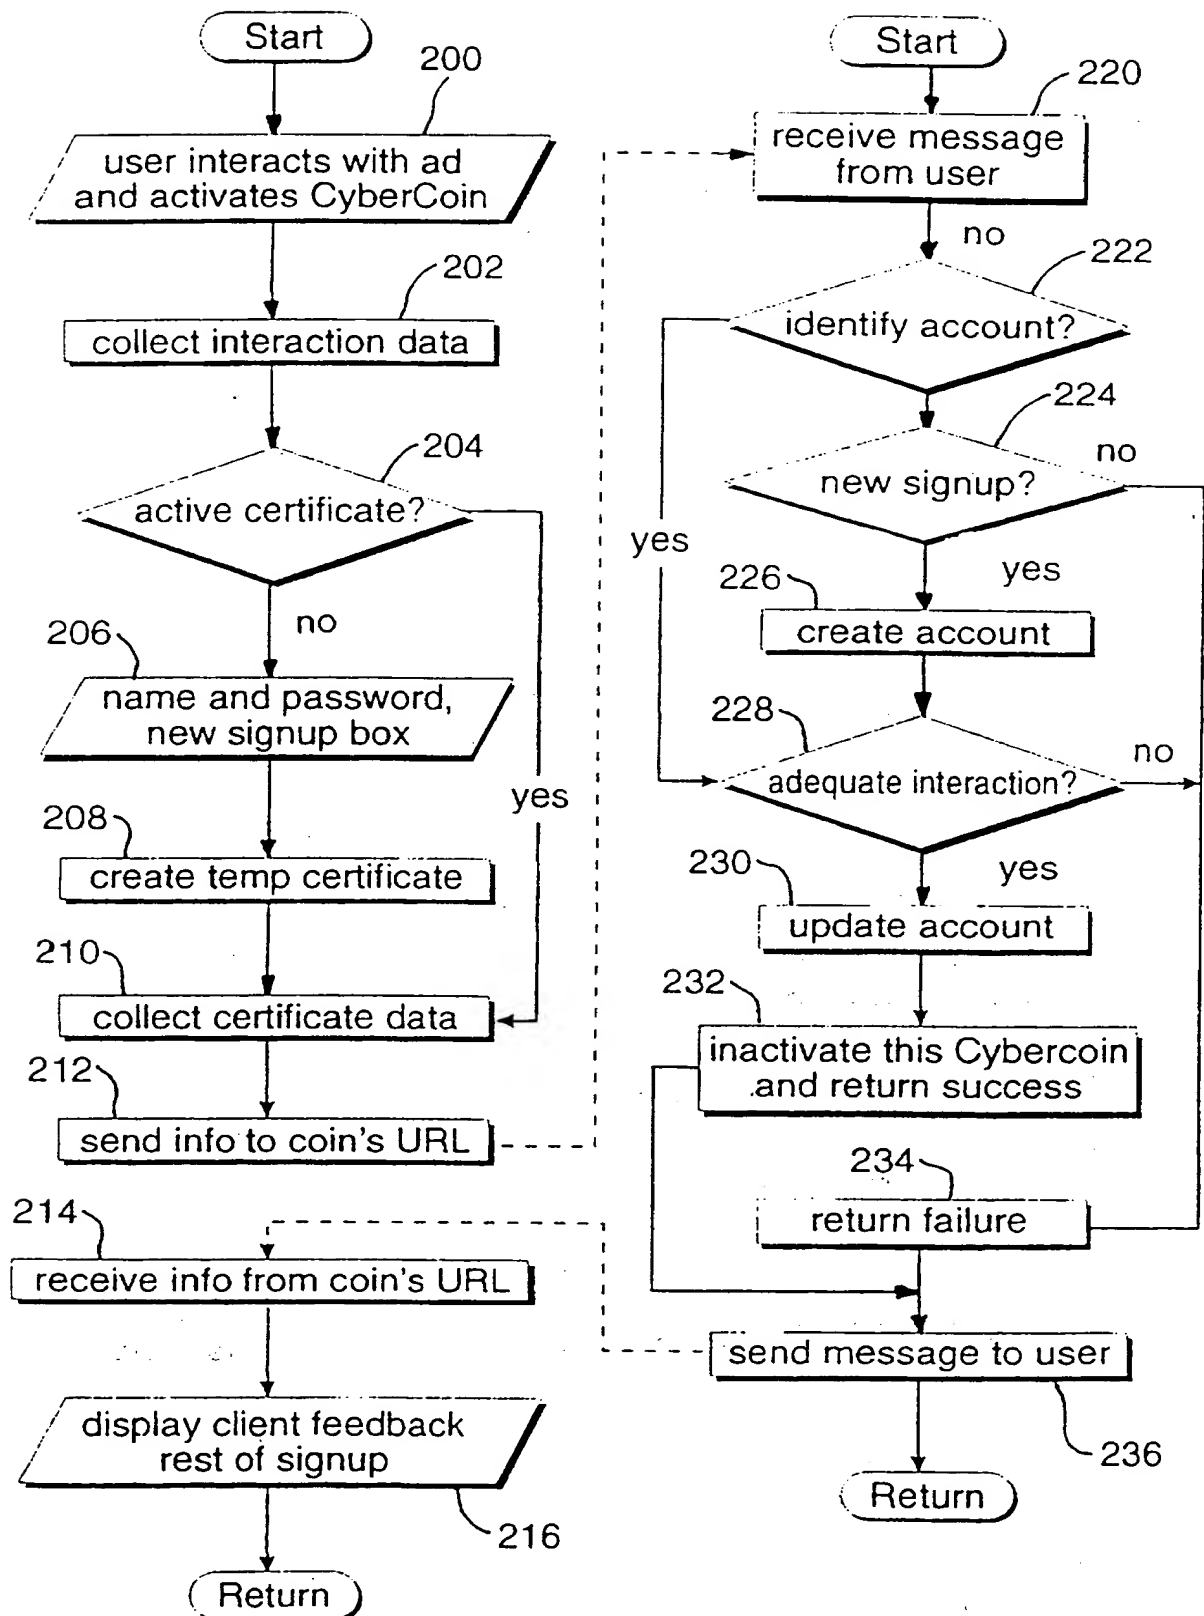 Start
200
user interacts with ad
and activates CyberCoin
202
collect interaction data
204
active certificate?
no
206
name and password,
new signup box
yes
208
create temp certificate
210
collect certificate data
212
send info to coin's URL
214
receive info from coin's URL
display client feedback
rest of signup
216
Return
Start
220
receive message
from user
no
222
identify account?
224
no
new signup?
yes
yes
226
create account
228
no
adequate interaction?
230
yes
update account
232
inactivate this Cybercoin
and return success
234
return failure
send message to user
236
Return